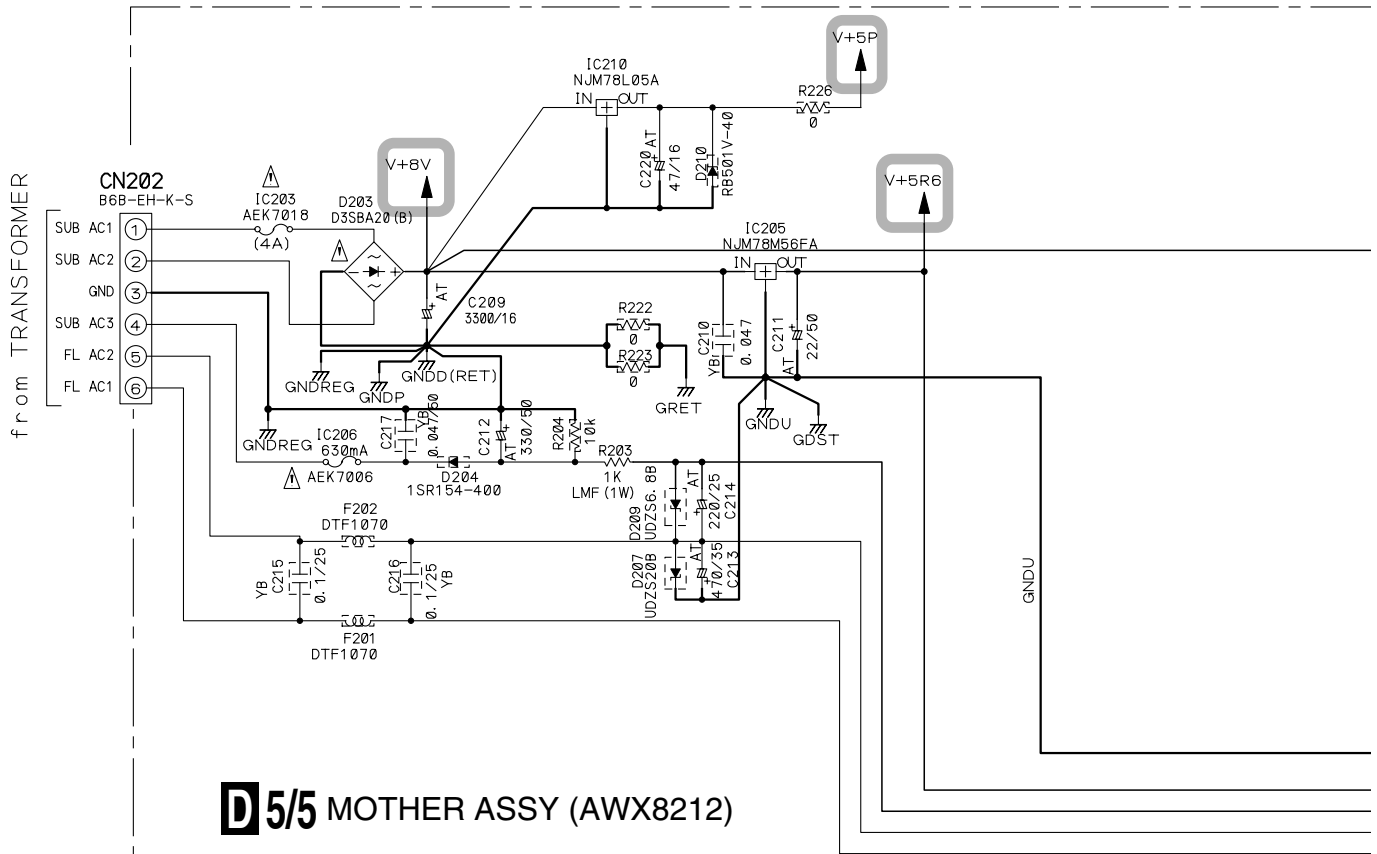 V+5P
IC210
NJM78L05A
IN OUT
R226
0
C220
47/16
AT
D210
RB501V-40
V+8V
V+5R6
from TRANSFORMER
CN202
B6B-EH-K-S
IC203
AEK7018
(4A)
D203
D3SBA20(B)
SUB AC1 1
SUB AC2 2
GND 3
SUB AC3 4
FL AC2 5
FL AC1 6
IC205
NJM78M56FA
IN OUT
AT
C209
3300/16
R222
0
R223
0
C210
0.047
YB
C211
22/50
AT
GNDREG
GNDP
GNDD(RET)
GRET
GNDU
GDST
GNDREG
C217
YB
0.047/50
C212
AT
330/50
R204
10k
IC206
630mA
AEK7006
D204
1SR154-400
R203
1K
LMF(1W)
D209
UDZS6.8B
AT
220/25
C214
F202
DTF1070
D207
UDZS20B
AT
470/35
C213
YB
C215
0.1/25
C216
0.1/25
YB
F201
DTF1070
GNDU
D 5/5 MOTHER ASSY (AWX8212)